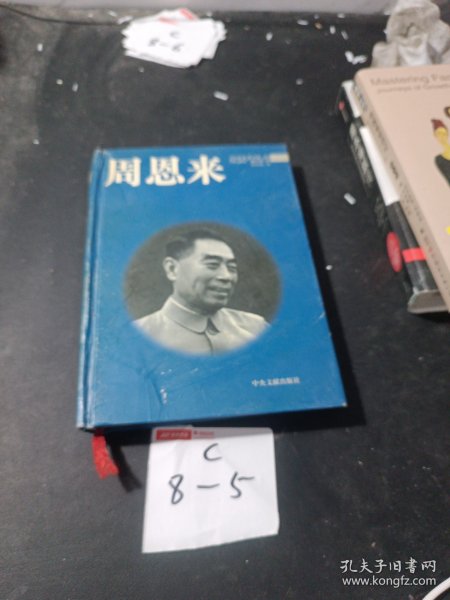 C
8-6
Mastering
周恩来
中央文献出版社
C
8-5
孔夫子旧书网
www.kongfz.com